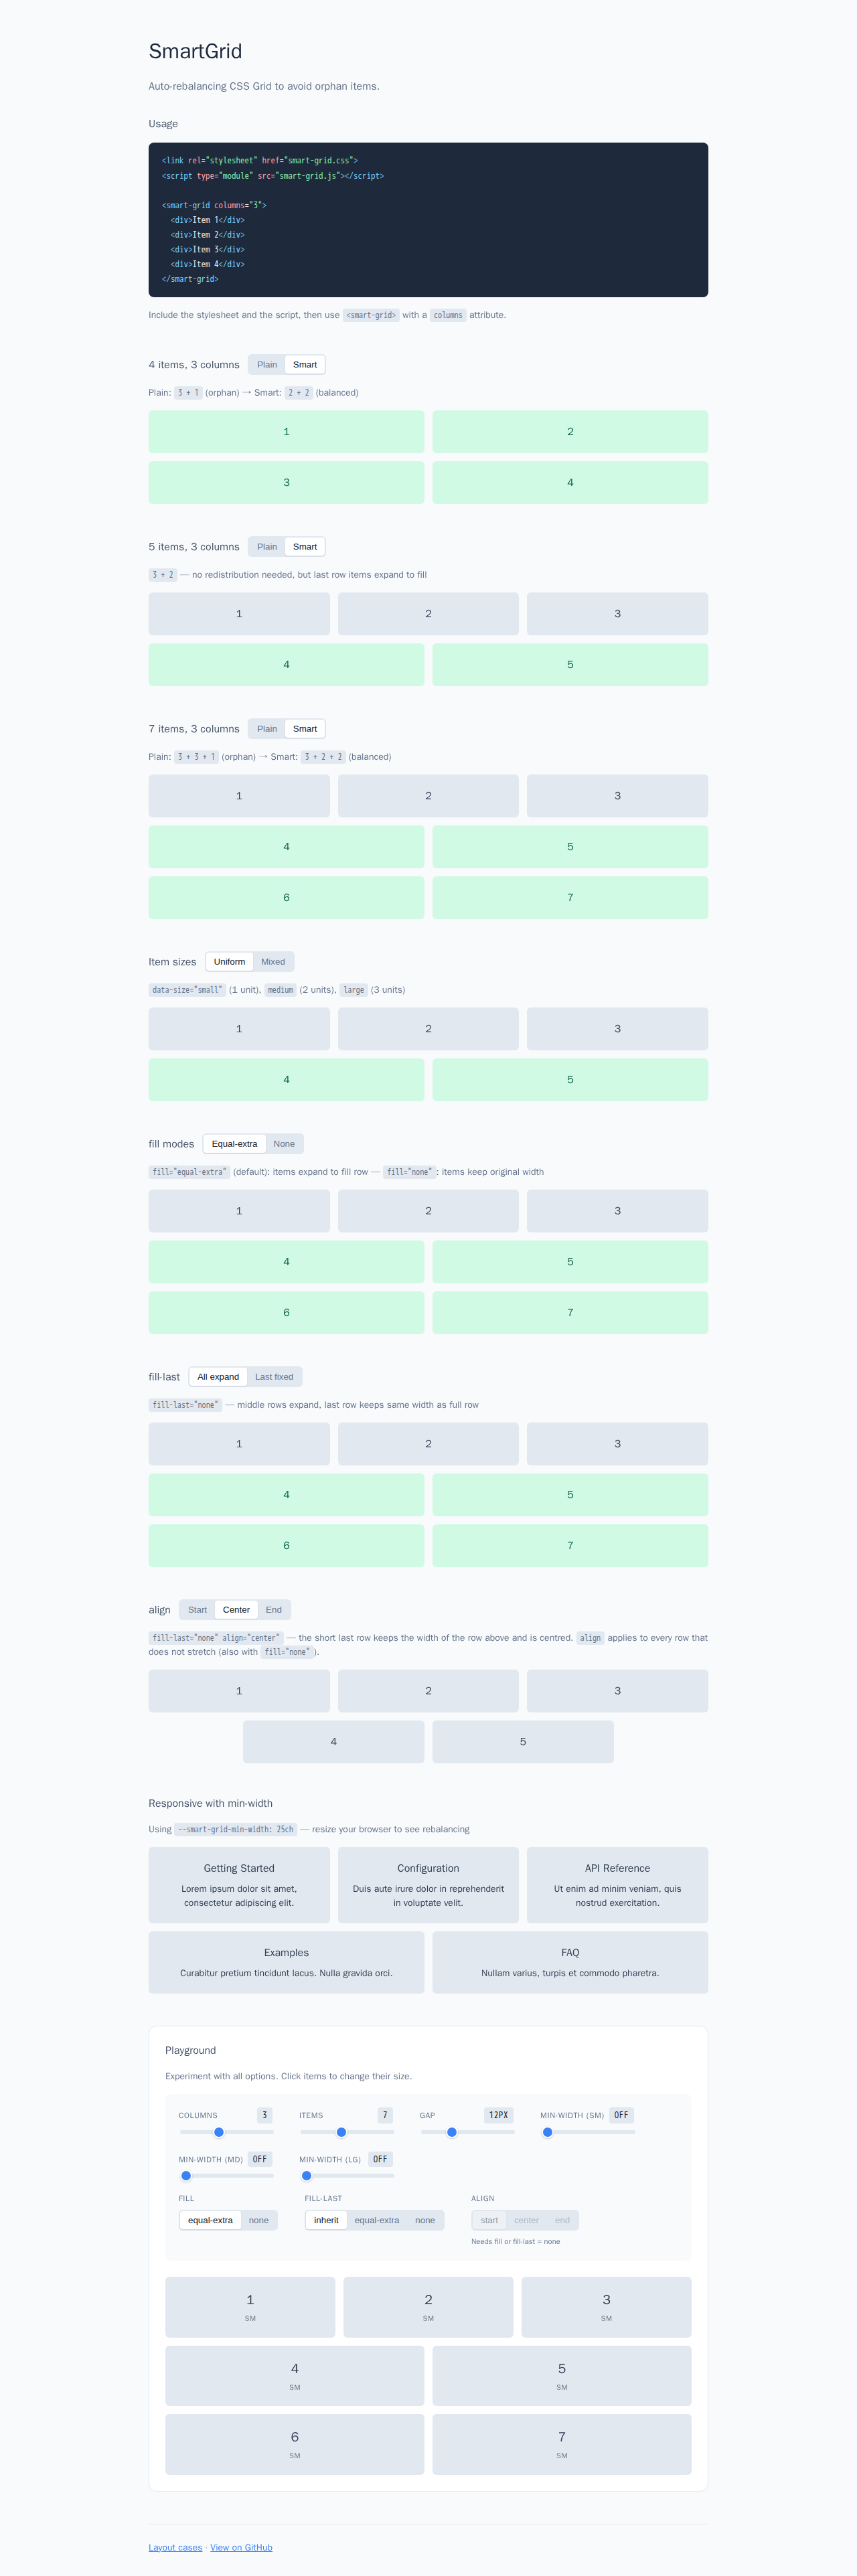 SmartGrid
Auto-rebalancing CSS Grid to avoid orphan items.
Usage
<link rel="stylesheet" href="smart-grid.css">
<script type="module" src="smart-grid.js"></script>
<smart-grid columns="3">
<div>Item 1</div>
<div>Item 2</div>
<div>Item 3</div>
<div>Item 4</div>
</smart-grid>
Include the stylesheet and the script, then use <smart-grid> with a columns attribute.
4 items, 3 columns Plain Smart
Plain: 3 + 1 (orphan) → Smart: 2 + 2 (balanced)
1 2
3 4
5 items, 3 columns Plain Smart
3 + 2 — no redistribution needed, but last row items expand to fill
1 2 3
4 5
7 items, 3 columns Plain Smart
Plain: 3 + 3 + 1 (orphan) → Smart: 3 + 2 + 2 (balanced)
1 2 3
4 5
6 7
Item sizes Uniform Mixed
data-size="small" (1 unit), medium (2 units), large (3 units)
1 2 3
4 5
fill modes Equal-extra None
fill="equal-extra" (default): items expand to fill row — fill="none": items keep original width
1 2 3
4 5
6 7
fill-last All expand Last fixed
fill-last="none" — middle rows expand, last row keeps same width as full row
1 2 3
4 5
6 7
align Start Center End
fill-last="none" align="center" — the short last row keeps the width of the row above and is centred. align applies to every row that
does not stretch (also with fill="none").
1 2 3
4 5
Responsive with min-width
Using --smart-grid-min-width: 25ch — resize your browser to see rebalancing
Getting Started Configuration API Reference
Lorem ipsum dolor sit amet, Duis aute irure dolor in reprehenderit Ut enim ad minim veniam, quis
consectetur adipiscing elit. in voluptate velit. nostrud exercitation.
Examples FAQ
Curabitur pretium tincidunt lacus. Nulla gravida orci. Nullam varius, turpis et commodo pharetra.
Playground
Experiment with all options. Click items to change their size.
COLUMNS 3 ITEMS 7 GAP 12PX MIN-WIDTH (SM) OFF
MIN-WIDTH (MD) OFF MIN-WIDTH (LG) OFF
FILL FILL-LAST ALIGN
equal-extra none inherit equal-extra none start center end
Needs fill or fill-last = none
1 2 3
SM SM SM
4 5
SM SM
6 7
SM SM
Layout cases · View on GitHub